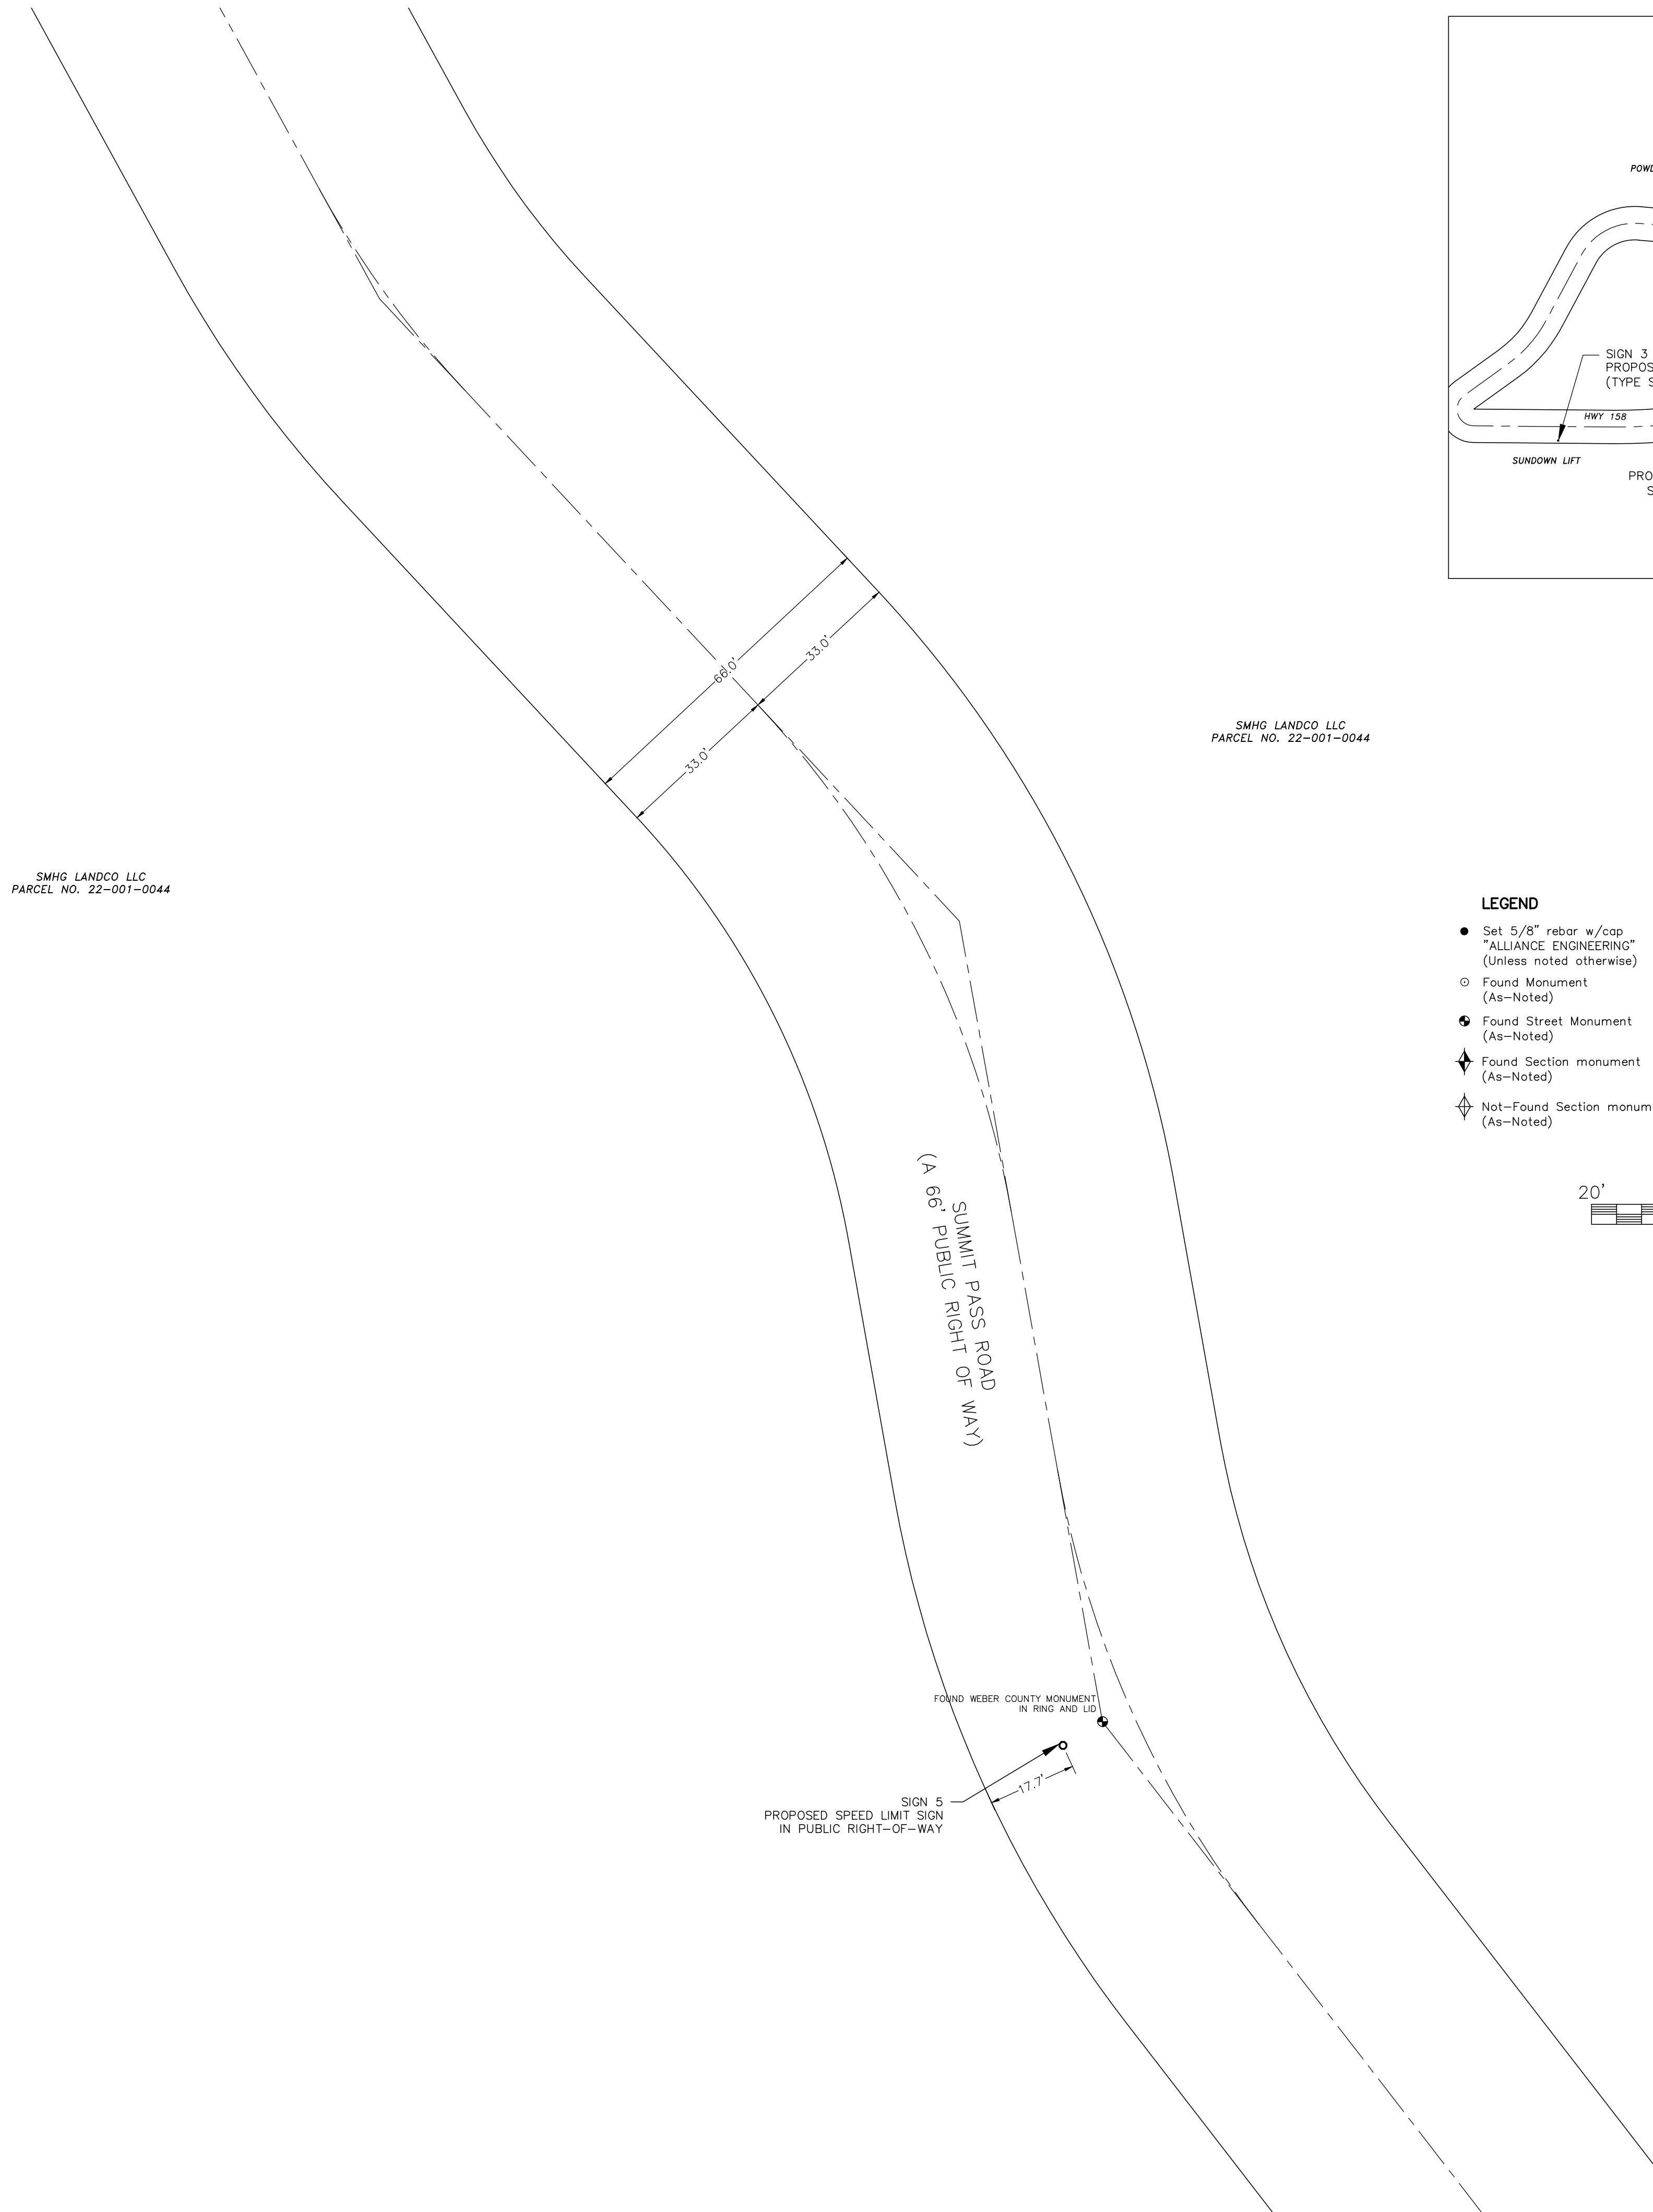 SIGN 3
(TYPE
HWY 158
SUNDOWN LIFT
66.0'
33.0'
33.0'
SMHG LANDCO LLC
PARCEL NO. 22-001-0044
SMHG LANDCO LLC
PARCEL NO. 22-001-0044
LEGEND
Set 5/8" rebar w/cap
"ALLIANCE ENGINEERING"
(Unless noted otherwise)
Found Monument
(As-Noted)
Found Street Monument
(As-Noted)
Found Section monument
(As-Noted)
Not-Found Section
(As-Noted)
20'
SUMMIT PASS ROAD
(A 66' PUBLIC RIGHT OF WAY)
FOUND WEBER COUNTY MONUMENT
IN RING AND LID
17.7'
SIGN 5
PROPOSED SPEED LIMIT SIGN
IN PUBLIC RIGHT-OF-WAY